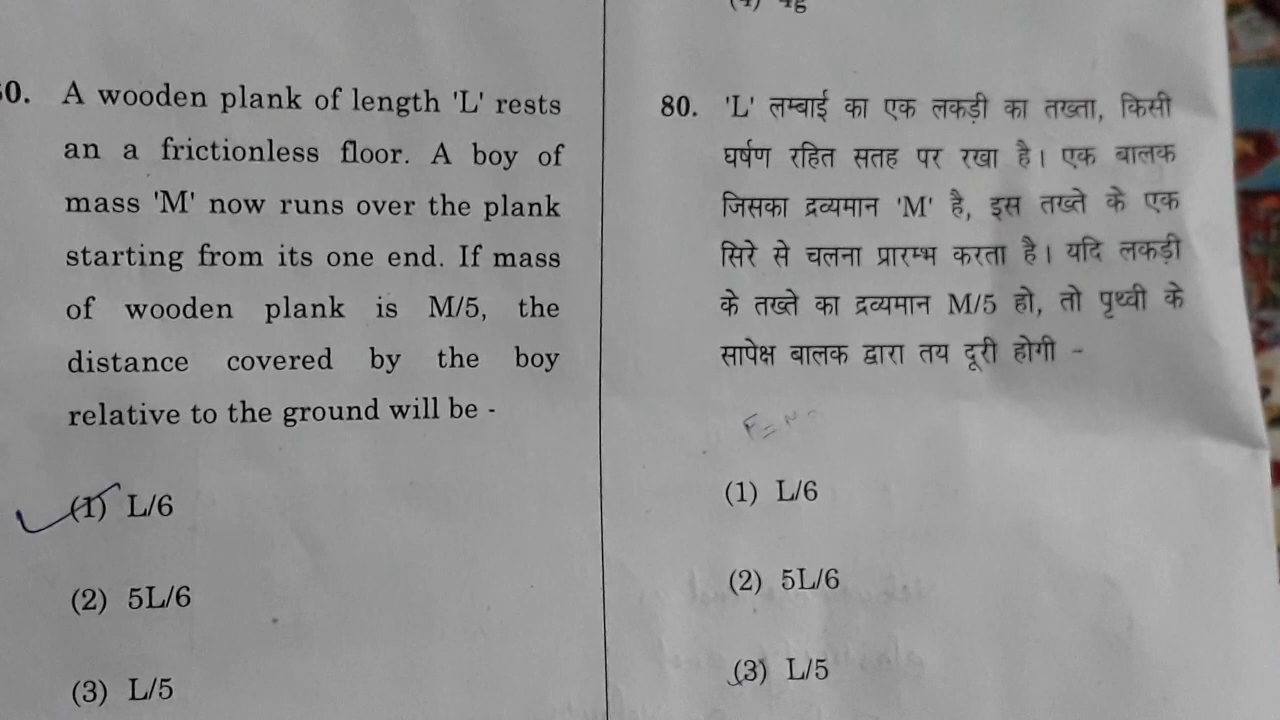 0. A wooden plank of length 'L' rests
an a frictionless floor. A boy of
mass 'M' now runs over the plank
starting from its one end. If mass
of wooden plank is M/5, the
distance covered by the boy
relative to the ground will be -
(1) L/6
(2) 5L/6
(3) L/5
80. 'L' लम्बाई का एक लकड़ी का तख्ता, किसी
घर्षण रहित सतह पर रखा है। एक बालक
जिसका द्रव्यमान 'M' है, इस तख्ते के एक
सिरे से चलना प्रारम्भ करता है। यदि लकड़ी
के तख्ते का द्रव्यमान M/5 हो, तो पृथ्वी के
सापेक्ष बालक द्वारा तय दूरी होगी -
F=
(1) L/6
(2) 5L/6
(3) L/5